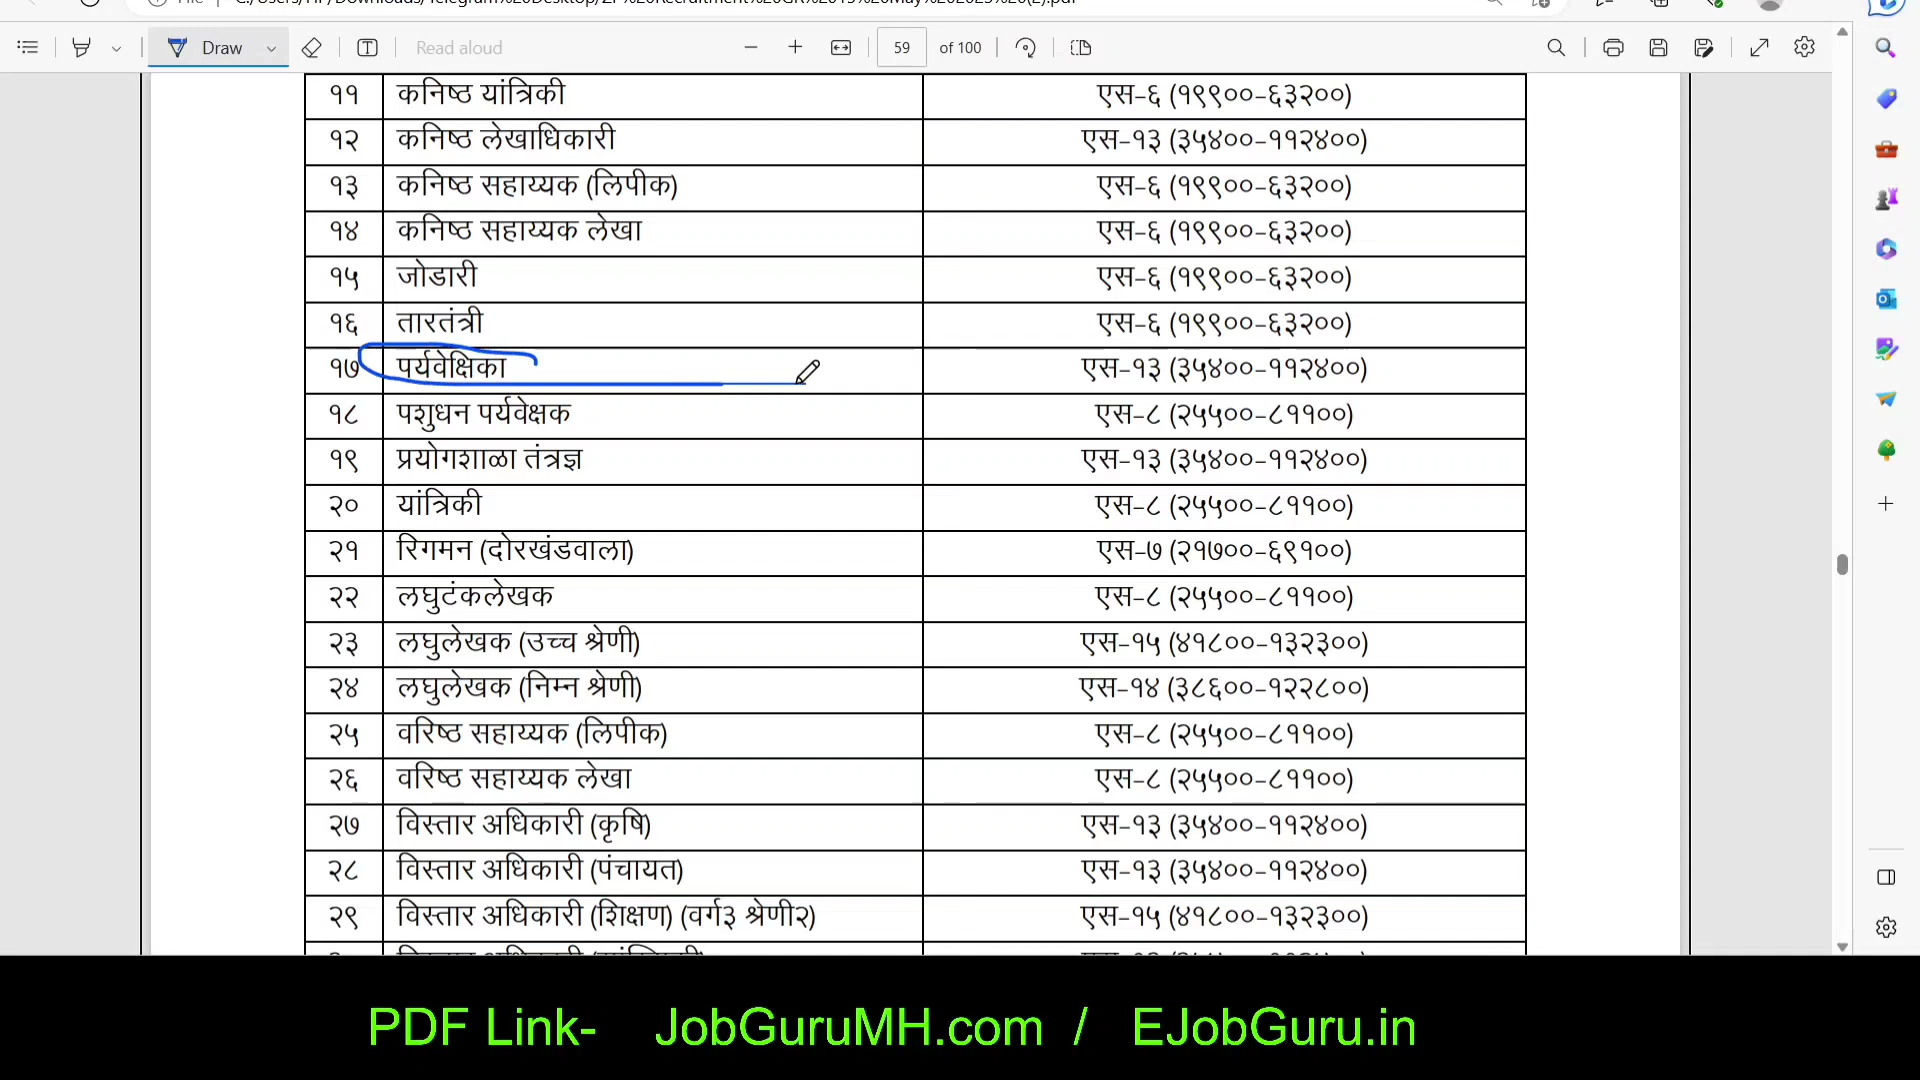 Draw
Read aloud
59 of 100
११ कनिष्ठ यांत्रिकी एस-६ (१९९००-६३२००)
१२ कनिष्ठ लेखाधिकारी एस-१३ (३५४००-११२४००)
१३ कनिष्ठ सहाय्यक (लिपीक) एस-६ (१९९००-६३२००)
१४ कनिष्ठ सहाय्यक लेखा एस-६ (१९९००-६३२००)
१५ जोडारी एस-६ (१९९००-६३२००)
१६ तारतंत्री एस-६ (१९९००-६३२००)
१७ पर्यवेक्षिका एस-१३ (३५४००-११२४००)
१८ पशुधन पर्यवेक्षक एस-८ (२५५००-८११००)
१९ प्रयोगशाळा तंत्रज्ञ एस-१३ (३५४००-११२४००)
२० यांत्रिकी एस-८ (२५५००-८११००)
२१ रिगमन (दोरखंडवाला) एस-७ (२१७००-६९१००)
२२ लघुटंकलेखक एस-८ (२५५००-८११००)
२३ लघुलेखक (उच्च श्रेणी) एस-१५ (४१८००-१३२३००)
२४ लघुलेखक (निम्न श्रेणी) एस-१४ (३८६००-१२२८००)
२५ वरिष्ठ सहाय्यक (लिपीक) एस-८ (२५५००-८११००)
२६ वरिष्ठ सहाय्यक लेखा एस-८ (२५५००-८११००)
२७ विस्तार अधिकारी (कृषि) एस-१३ (३५४००-११२४००)
२८ विस्तार अधिकारी (पंचायत) एस-१३ (३५४००-११२४००)
२९ विस्तार अधिकारी (शिक्षण) (वर्ग३ श्रेणी२) एस-१५ (४१८००-१३२३००)
PDF Link- JobGuruMH.com / EJobGuru.in